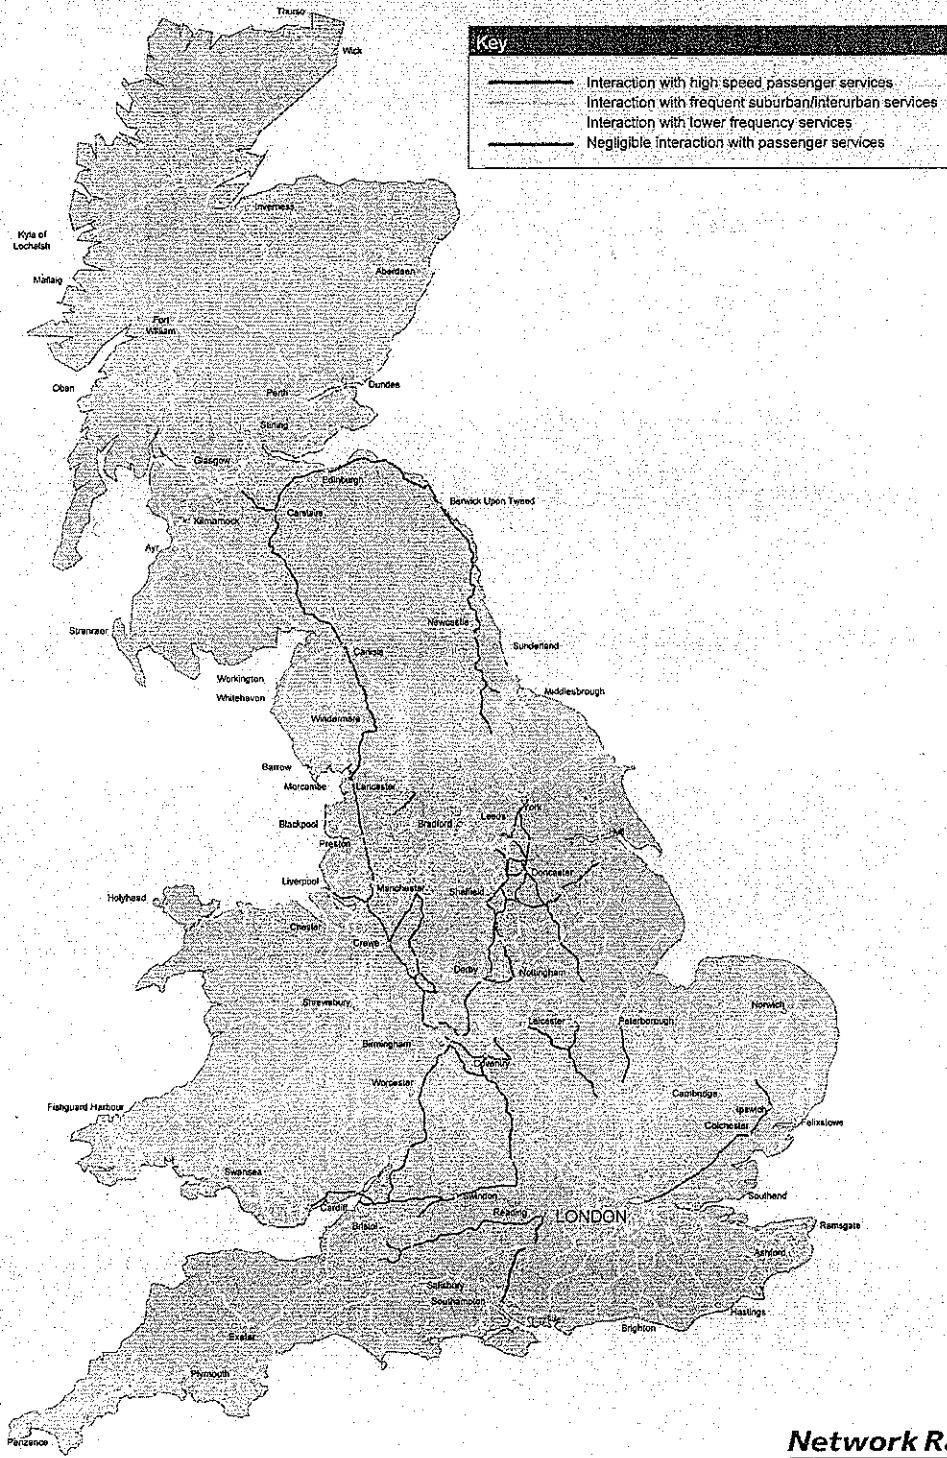 Thurso
Key
Wick
Interaction with high speed passenger services
Interaction with frequent suburban/interurban services
Interaction with lower frequency services
Negligible interaction with passenger services
Inverness
Kyle of
Lochalsh
Aberdeen
Mallaig
Fort
William
Oban
Dundee
Perth
Stirling
Glasgow
Edinburgh
Berwick Upon Tweed
Carstairs
Kilmarnock
Ayr
Newcastle
Stranraer
Sunderland
Carlisle
Workington
Middlesbrough
Whitehaven
Windermere
Barrow
Morcambe
Lancaster
York
Leeds
Blackpool
Bradford
Hull
Preston
Doncaster
Liverpool
Manchester
Sheffield
Holyhead
Chester
Crewe
Derby
Nottingham
Shrewsbury
Norwich
Leicester
Peterborough
Birmingham
Coventry
Worcester
Cambridge
Fishguard Harbour
Ipswich
Colchester
Felixstowe
Swansea
Swindon
Southend
Cardiff
Reading
LONDON
Bristol
Ramsgate
Ashford
Salisbury
Southampton
Hastings
Brighton
Exeter
Plymouth
Penzance
Network Ra